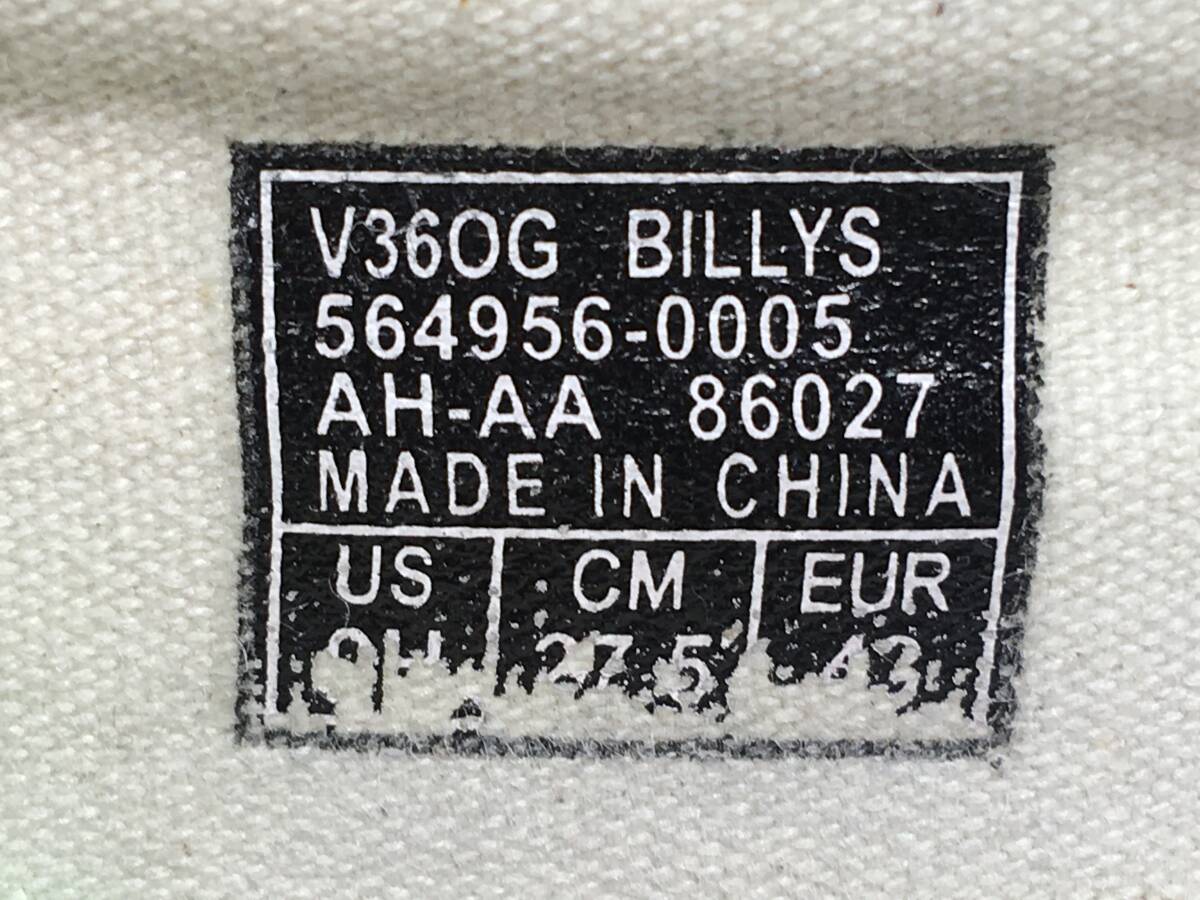 V36OG BILLYS
564956-0005
AH-AA 86027
MADE IN CHINA
US CM EUR
27.5